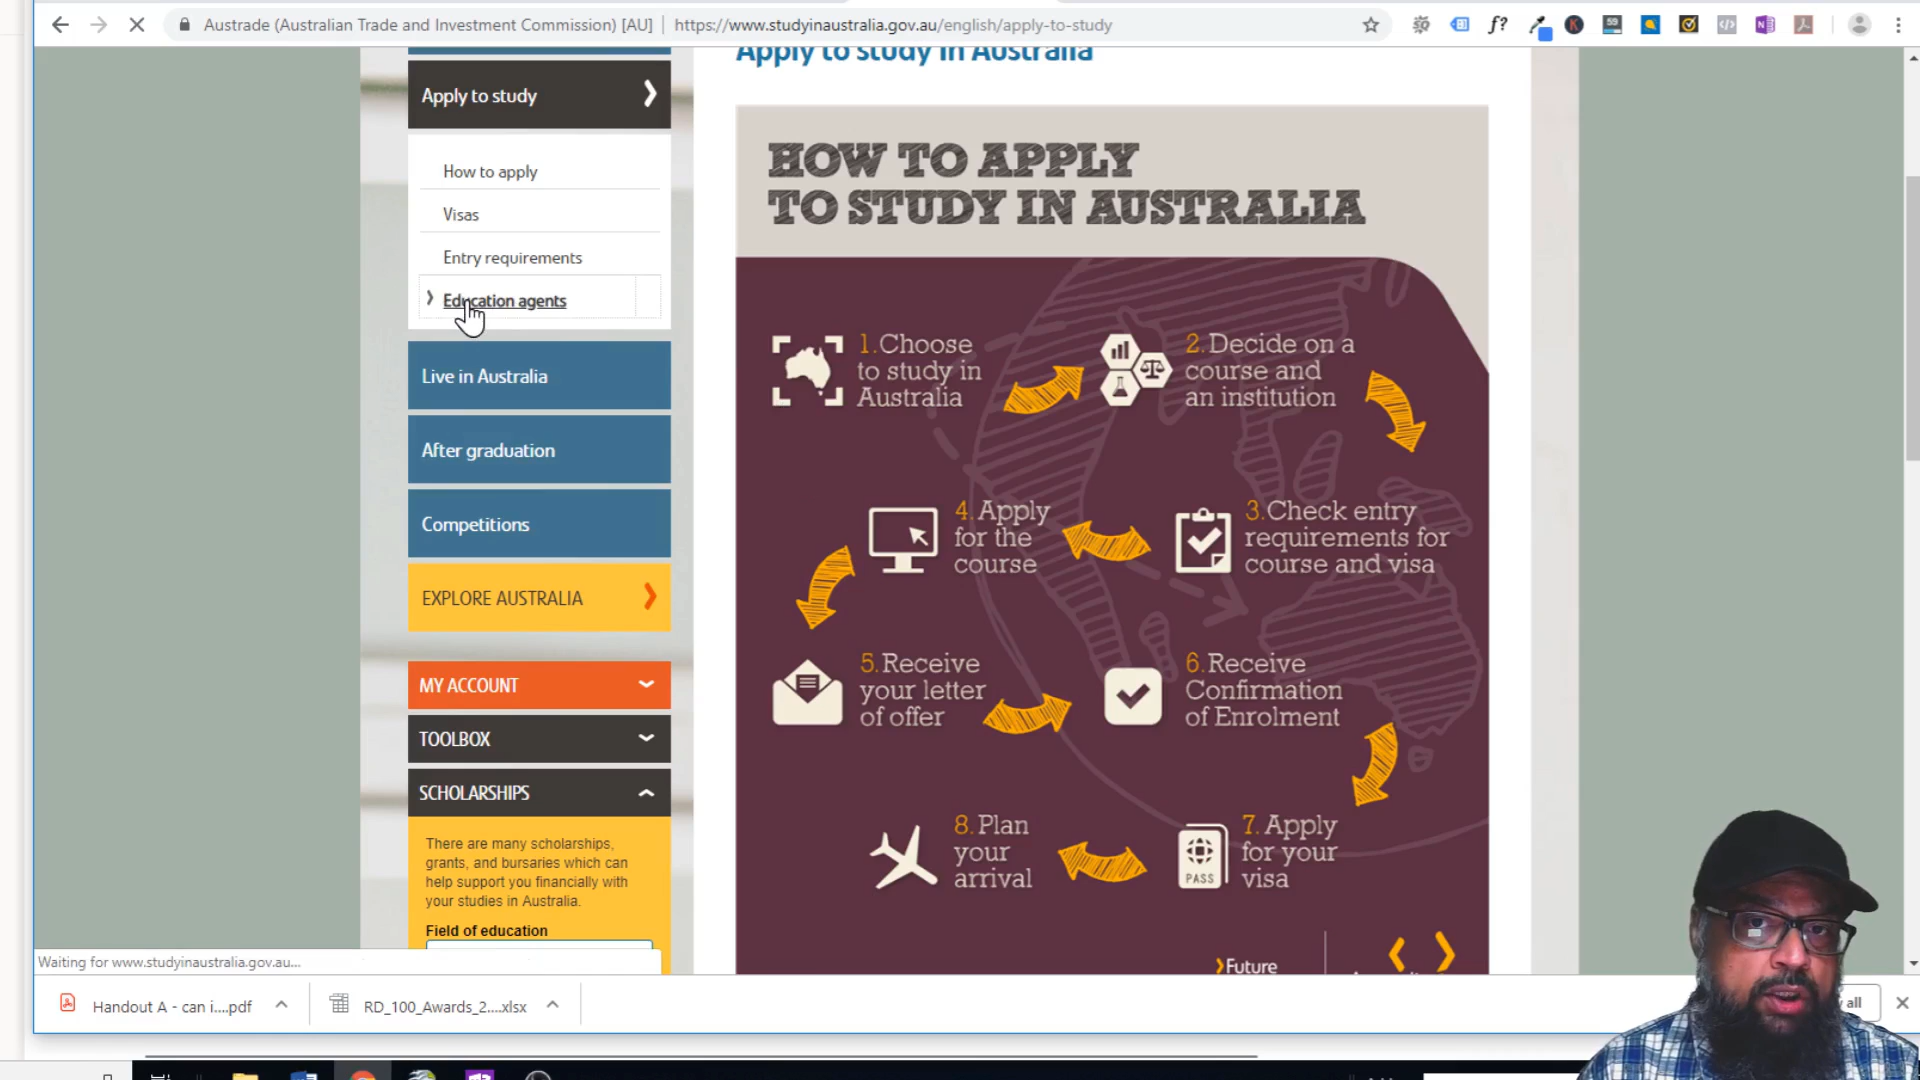 Austrade (Australian Trade and Investment Commission) [AU] | https://www.studyinaustralia.gov.au/english/apply-to-study
Apply to study in Australia
Apply to study
How to apply
Visas
Entry requirements
Education agents
Live in Australia
After graduation
Competitions
EXPLORE AUSTRALIA
MY ACCOUNT
TOOLBOX
SCHOLARSHIPS
There are many scholarships,
grants, and bursaries which can
help support you financially with
your studies in Australia.
Field of education
HOW TO APPLY
TO STUDY IN AUSTRALIA
1.Choose
to study in
Australia
2.Decide on a
course and
an institution
3.Check entry
requirements for
course and visa
4.Apply
for the
course
5.Receive
your letter
of offer
6.Receive
Confirmation
of Enrolment
7.Apply
for your
visa
PASS
8.Plan
your
arrival
Future
Waiting for www.studyinaustralia.gov.au...
Handout A - can i....pdf
RD_100_Awards_2....xlsx
all